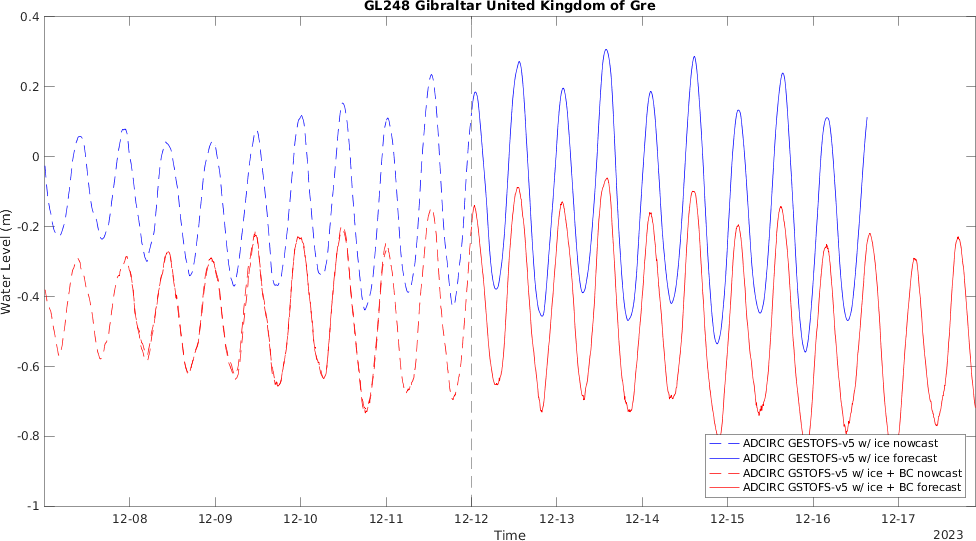 GL248 Gibraltar United Kingdom of Gre
0.4
0.2
0
-0.2
-0.4
-0.6
-0.8
-1
Water Level (m)
ADCIRC GESTOFS-v5 w/ ice nowcast
ADCIRC GESTOFS-v5 w/ ice forecast
ADCIRC GSTOFS-v5 w/ ice + BC nowcast
ADCIRC GSTOFS-v5 w/ ice + BC forecast
12-08 12-09 12-10 12-11 12-12 12-13 12-14 12-15 12-16 12-17
Time
2023